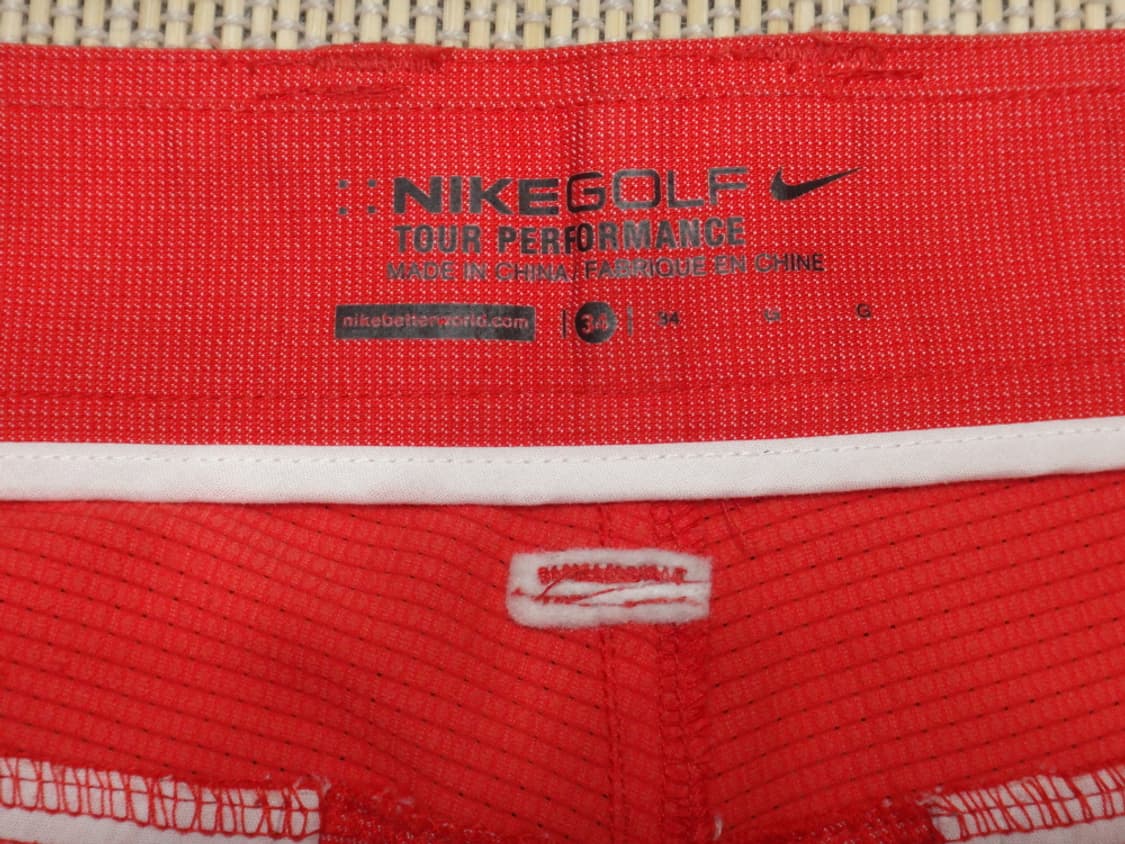 NIKEGOLF
TOUR PERFORMANCE
MADE IN CHINA / FABRIQUE EN CHINE
nikebetterworld.com | 34 | 34 G G